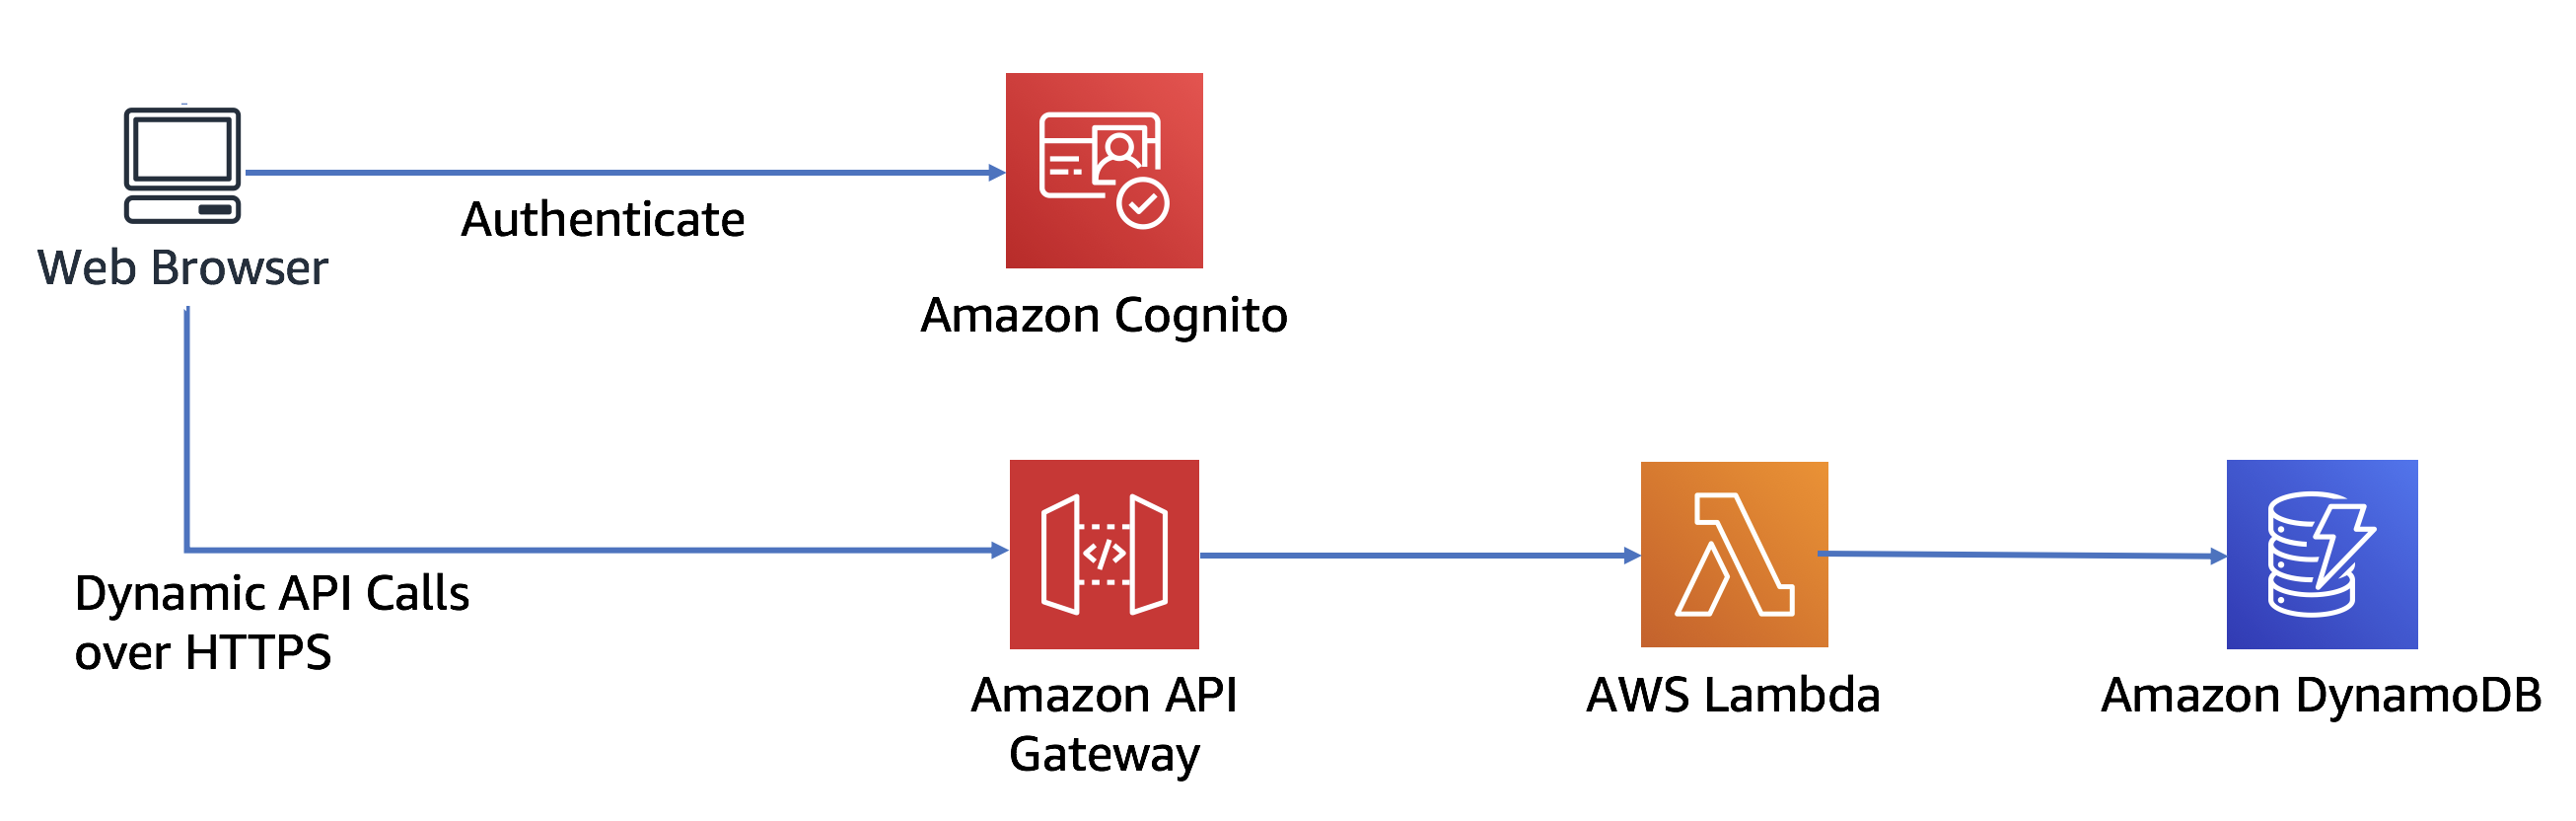 Authenticate
Web Browser
Amazon Cognito
Dynamic API Calls
over HTTPS
Amazon API
Gateway
AWS Lambda
Amazon DynamoDB